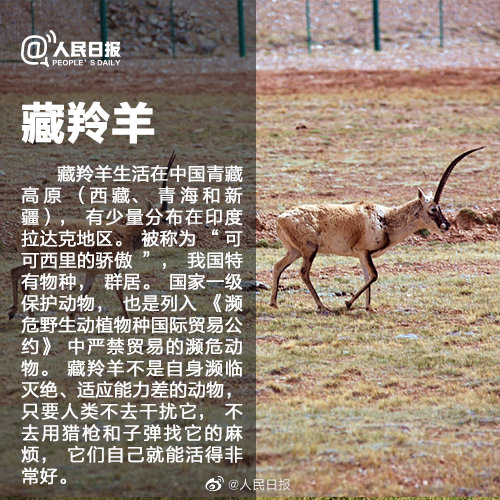 @人民日报
PEOPLE'S DAILY
藏羚羊
藏羚羊生活在中国青藏
高原（西藏、青海和新
疆），有少量分布在印度
拉达克地区。被称为“可
可西里的骄傲”，我国特
有物种，群居。国家一级
保护动物，也是列入《濒
危野生动植物种国际贸易公
约》中严禁贸易的濒危动
物。藏羚羊不是自身濒临
灭绝、适应能力差的动物，
只要人类不去干扰它，不
去用猎枪和子弹找它的麻
烦，它们自己就能活得非
常好。
@人民日报